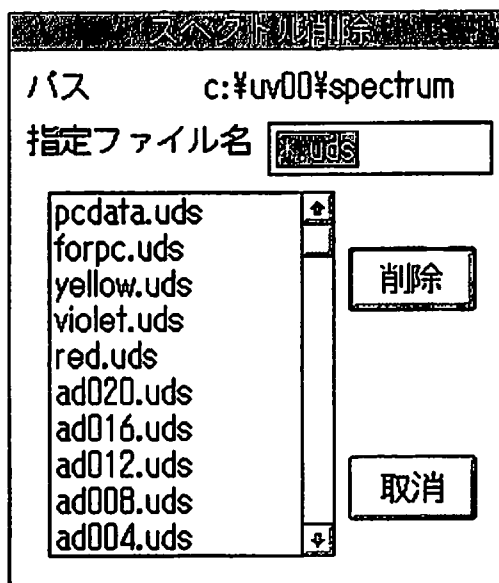 スペクトル削除
パス c:¥uv00¥spectrum
指定ファイル名 *.uds
pcdata.uds
forpc.uds
yellow.uds
violet.uds
red.uds
ad020.uds
ad016.uds
ad012.uds
ad008.uds
ad004.uds
削除
取消